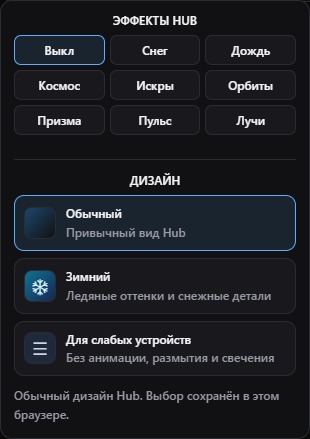 ЭФФЕКТЫ HUB
Выкл
Снег
Дождь
Космос
Искры
Орбиты
Призма
Пульс
Лучи
ДИЗАЙН
Обычный
Привычный вид Hub
Зимний
Ледяные оттенки и снежные детали
Для слабых устройств
Без анимации, размытия и свечения
Обычный дизайн Hub. Выбор сохранён в этом
браузере.